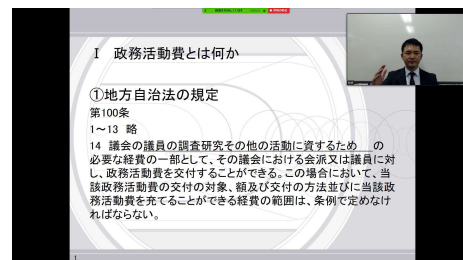 Ⅰ 政務活動費とは何か
①地方自治法の規定
第100条
1～13 略
14 議会の議員の調査研究その他の活動に資するため の
必要な経費の一部として、その議会における会派又は議員に対
し、政務活動費を交付することができる。この場合において、当
該政務活動費の交付の対象、額及び交付の方法並びに当該政
務活動費を充てることができる経費の範囲は、条例で定めなけ
ればならない。
1